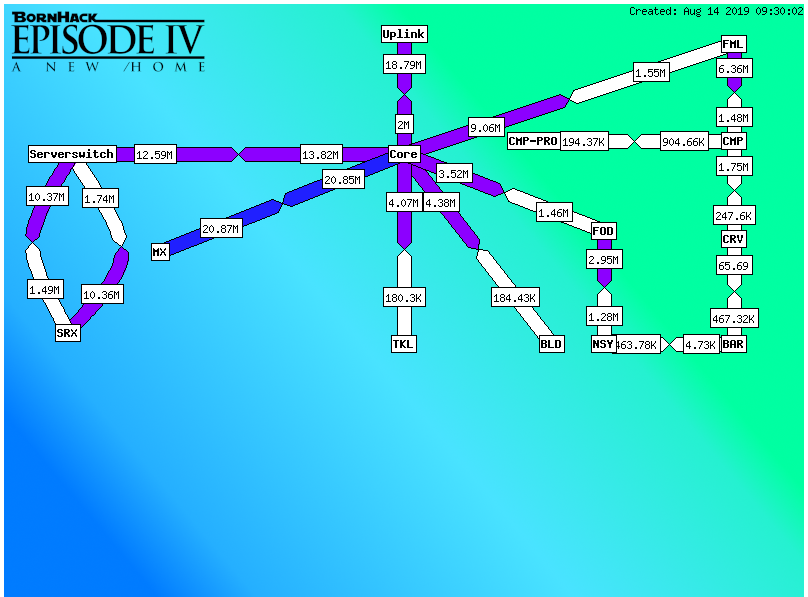 BORNHACK
EPISODE IV
A NEW /HOME
Created: Aug 14 2019 09:30:02
Uplink
18.79M
FML
6.36M
1.55M
2M
9.06M
1.48M
CMP-PRO
194.37K
904.66K
CMP
Serverswitch
12.59M
13.82M
Core
1.75M
3.52M
20.85M
10.37M
1.74M
4.07M
4.38M
1.46M
247.6K
20.87M
FOD
CRV
MX
2.95M
65.69
1.49M
10.36M
180.3K
184.43K
1.28M
467.32K
SRX
TKL
BLD
NSY
463.78K
4.73K
BAR